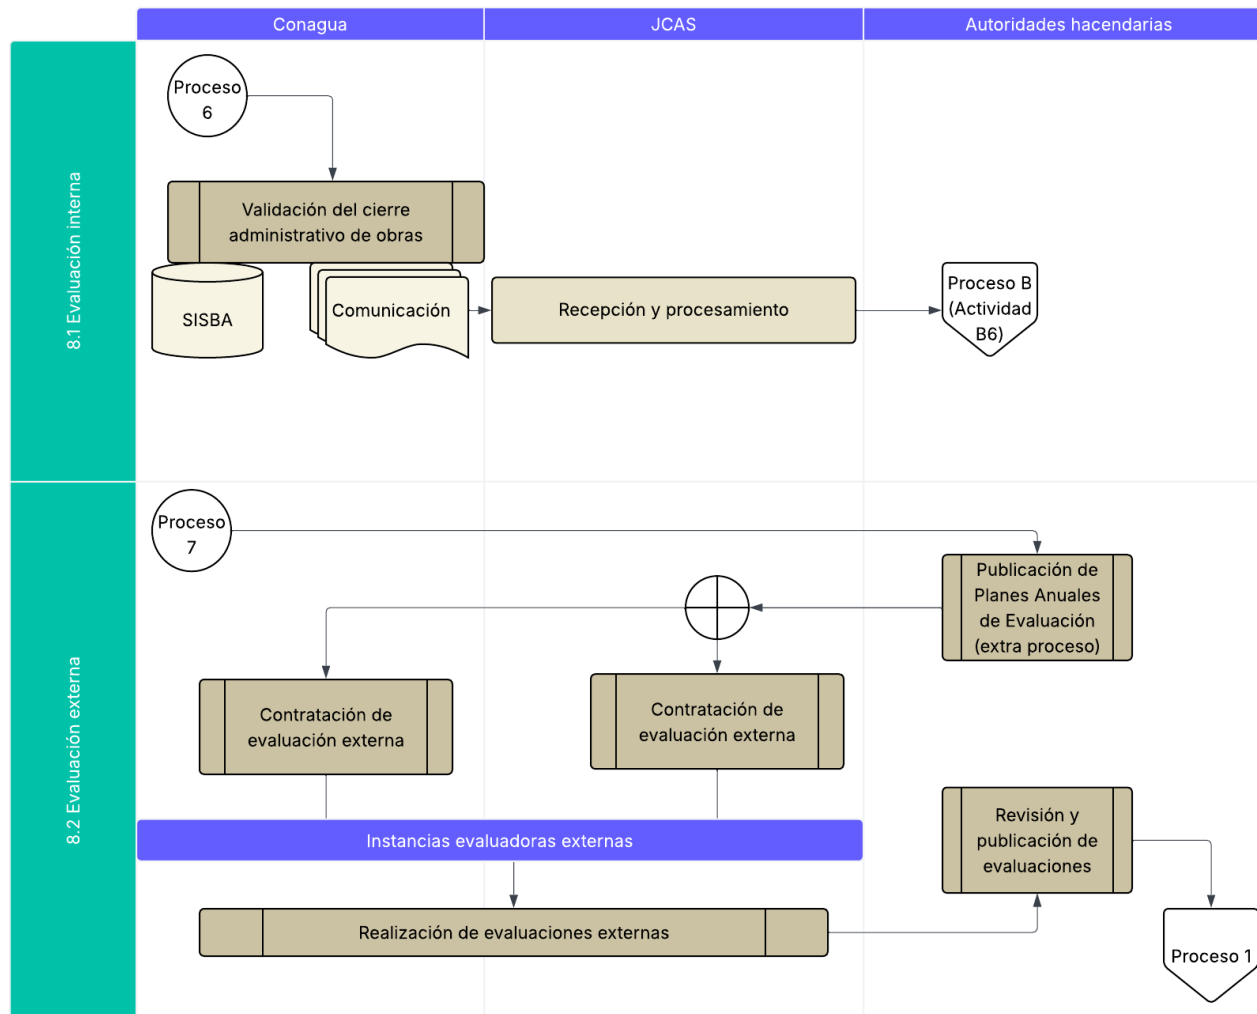 Conagua
JCAS
Autoridades hacendarias
8.1 Evaluación interna
Proceso
6
Validación del cierre
administrativo de obras
SISBA
Comunicación
Recepción y procesamiento
Proceso B
(Actividad
B6)
8.2 Evaluación externa
Proceso
7
Publicación de
Planes Anuales
de Evaluación
(extra proceso)
Contratación de
evaluación externa
Contratación de
evaluación externa
Instancias evaluadoras externas
Realización de evaluaciones externas
Revisión y
publicación de
evaluaciones
Proceso 1